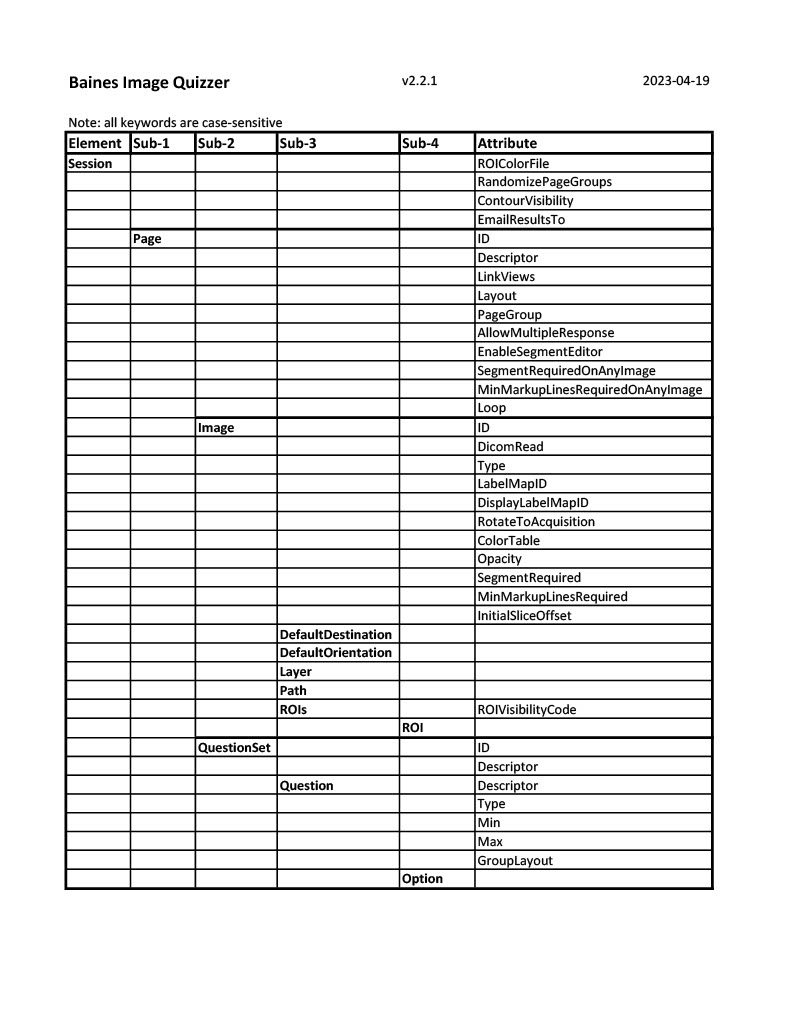 Baines Image Quizzer v2.2.1 2023-04-19
Note: all keywords are case-sensitive
Element Sub-1 Sub-2 Sub-3 Sub-4 Attribute
Session ROIColorFile
RandomizePageGroups
ContourVisibility
EmailResultsTo
Page ID
Descriptor
LinkViews
Layout
PageGroup
AllowMultipleResponse
EnableSegmentEditor
SegmentRequiredOnAnyImage
MinMarkupLinesRequiredOnAnyImage
Loop
Image ID
DicomRead
Type
LabelMapID
DisplayLabelMapID
RotateToAcquisition
ColorTable
Opacity
SegmentRequired
MinMarkupLinesRequired
InitialSliceOffset
DefaultDestination
DefaultOrientation
Layer
Path
ROIs ROIVisibilityCode
ROI
QuestionSet ID
Descriptor
Question Descriptor
Type
Min
Max
GroupLayout
Option